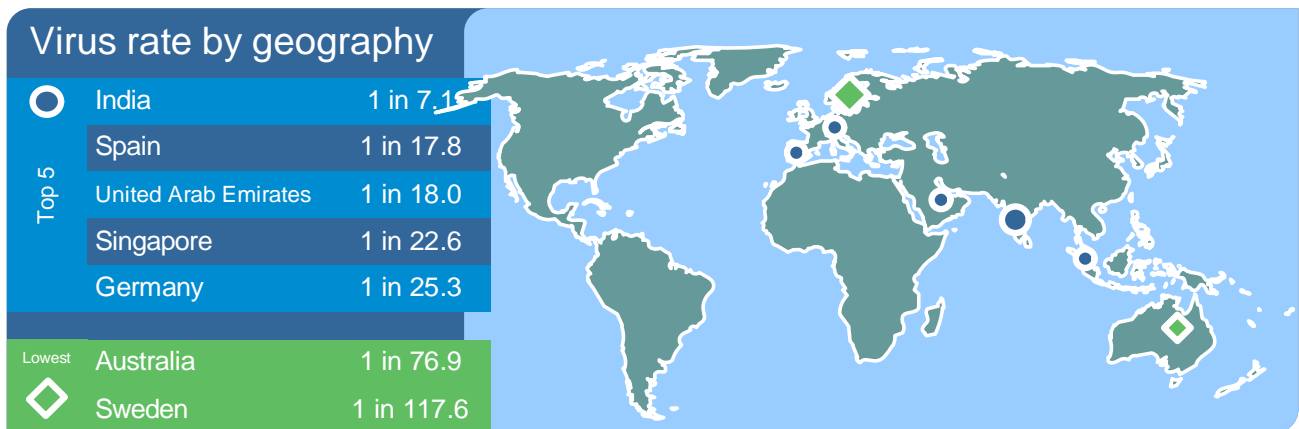 Virus rate by geography
India 1 in 7.1
Spain 1 in 17.8
Top 5
United Arab Emirates 1 in 18.0
Singapore 1 in 22.6
Germany 1 in 25.3
Lowest
Australia 1 in 76.9
Sweden 1 in 117.6